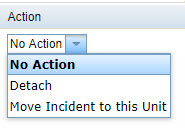 Action
No Action
No Action
Detach
Move Incident to this Unit